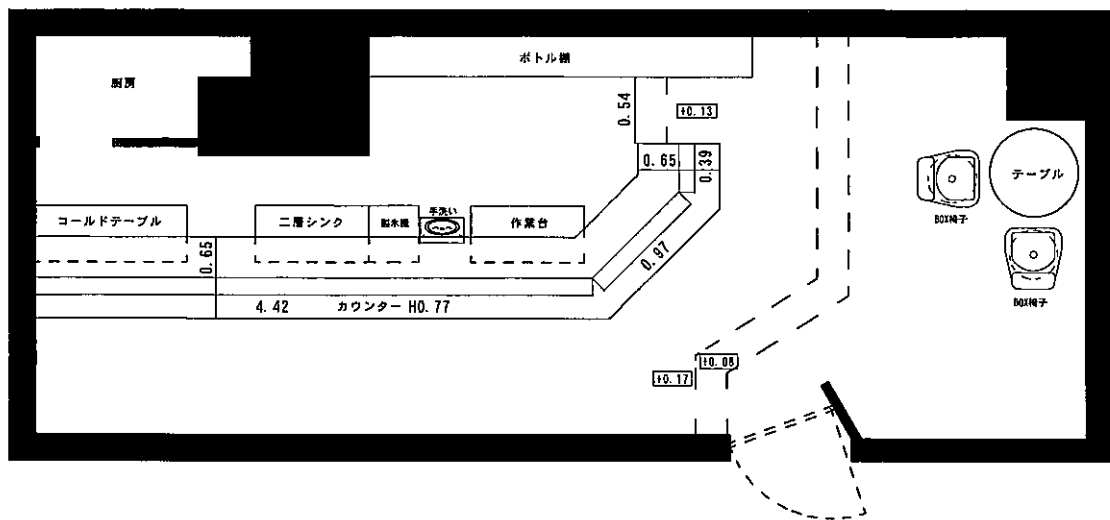 ボトル棚
厨房
0.54
+0.13
0.65
0.39
テーブル
BOX椅子
コールドテーブル
二層シンク
製氷機
手洗い
作業台
0.65
0.97
BOX椅子
4.42
カウンター H0.77
+0.08
+0.17